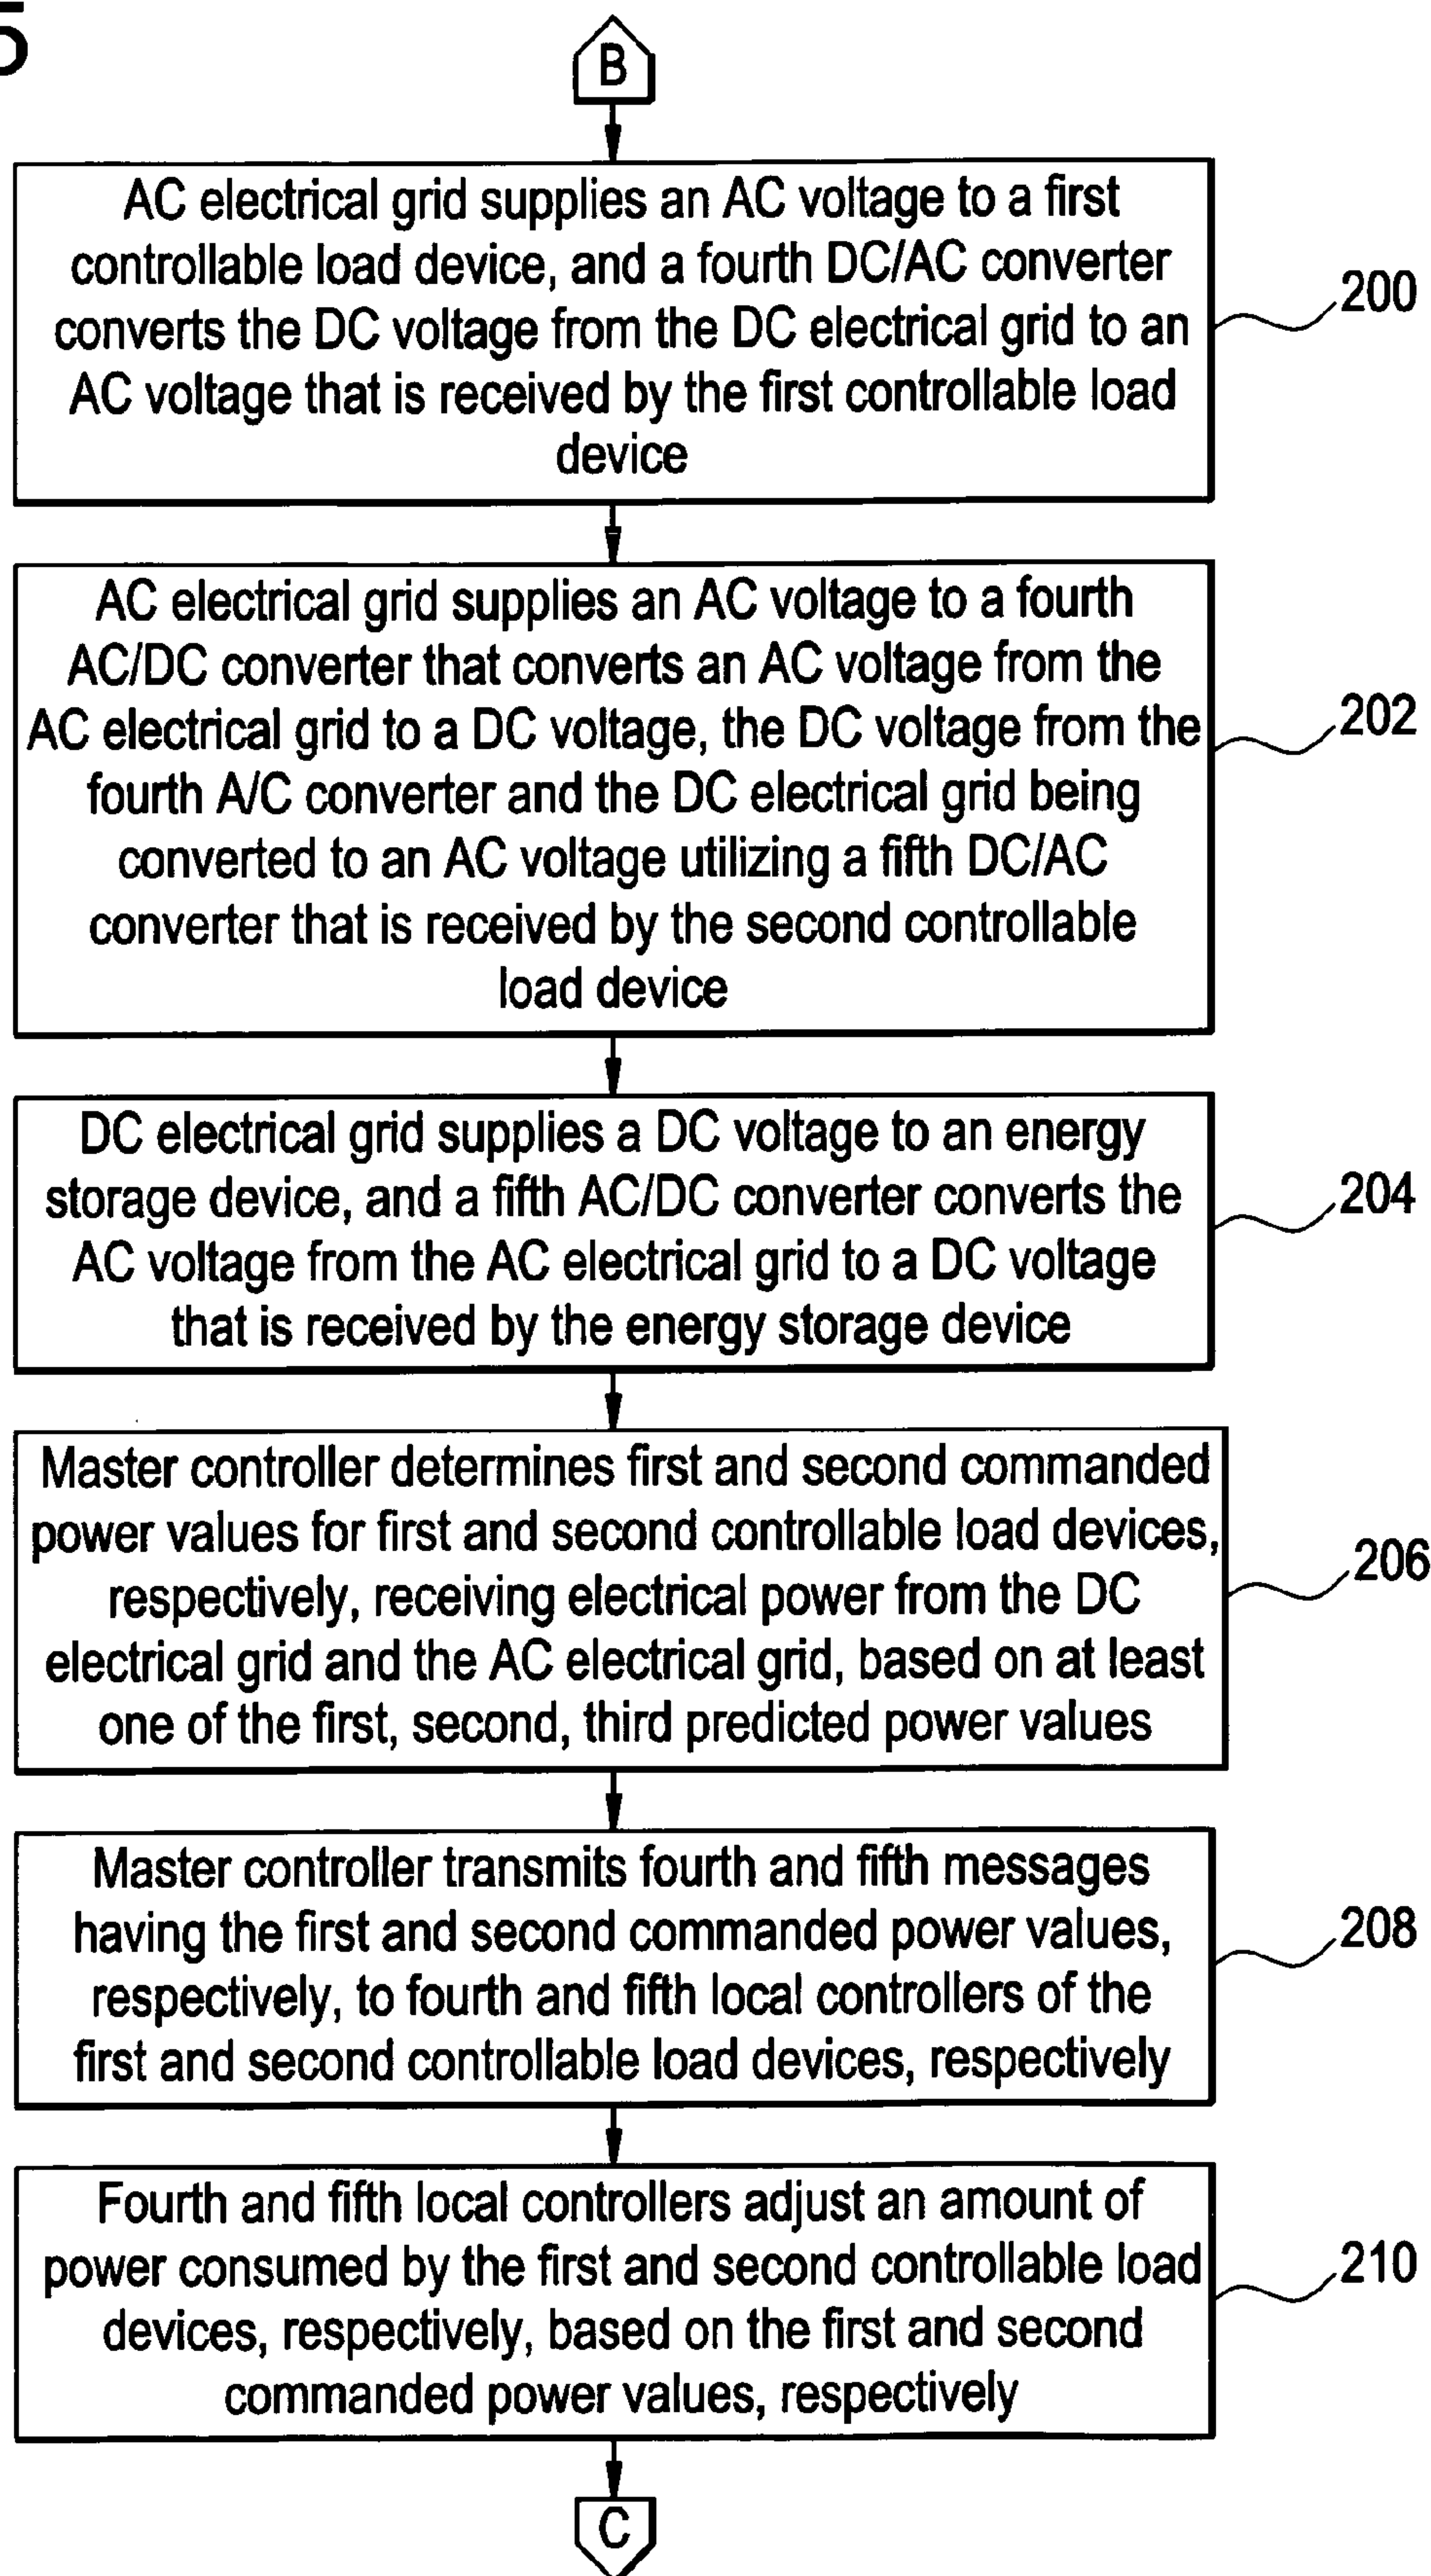 5
B
AC electrical grid supplies an AC voltage to a first
controllable load device, and a fourth DC/AC converter
converts the DC voltage from the DC electrical grid to an
AC voltage that is received by the first controllable load
device
200
AC electrical grid supplies an AC voltage to a fourth
AC/DC converter that converts an AC voltage from the
AC electrical grid to a DC voltage, the DC voltage from the
fourth A/C converter and the DC electrical grid being
converted to an AC voltage utilizing a fifth DC/AC
converter that is received by the second controllable
load device
202
DC electrical grid supplies a DC voltage to an energy
storage device, and a fifth AC/DC converter converts the
AC voltage from the AC electrical grid to a DC voltage
that is received by the energy storage device
204
Master controller determines first and second commanded
power values for first and second controllable load devices,
respectively, receiving electrical power from the DC
electrical grid and the AC electrical grid, based on at least
one of the first, second, third predicted power values
206
Master controller transmits fourth and fifth messages
having the first and second commanded power values,
respectively, to fourth and fifth local controllers of the
first and second controllable load devices, respectively
208
Fourth and fifth local controllers adjust an amount of
power consumed by the first and second controllable load
devices, respectively, based on the first and second
commanded power values, respectively
210
C